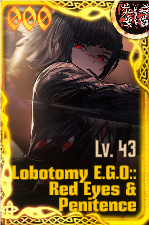 Lv. 43
Lobotomy E.G.O::
Red Eyes &
Penitence